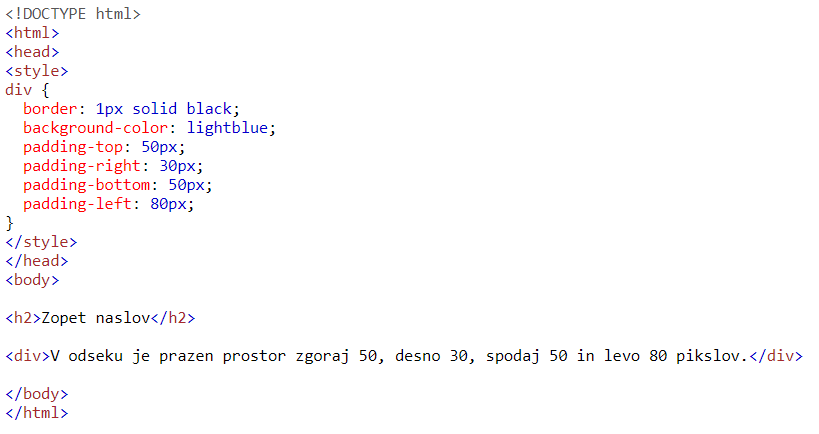 <!DOCTYPE html>
<html>
<head>
<style>
div {
  border: 1px solid black;
  background-color: lightblue;
  padding-top: 50px;
  padding-right: 30px;
  padding-bottom: 50px;
  padding-left: 80px;
}
</style>
</head>
<body>

<h2>Zopet naslov</h2>

<div>V odseku je prazen prostor zgoraj 50, desno 30, spodaj 50 in levo 80 pikslov.</div>

</body>
</html>